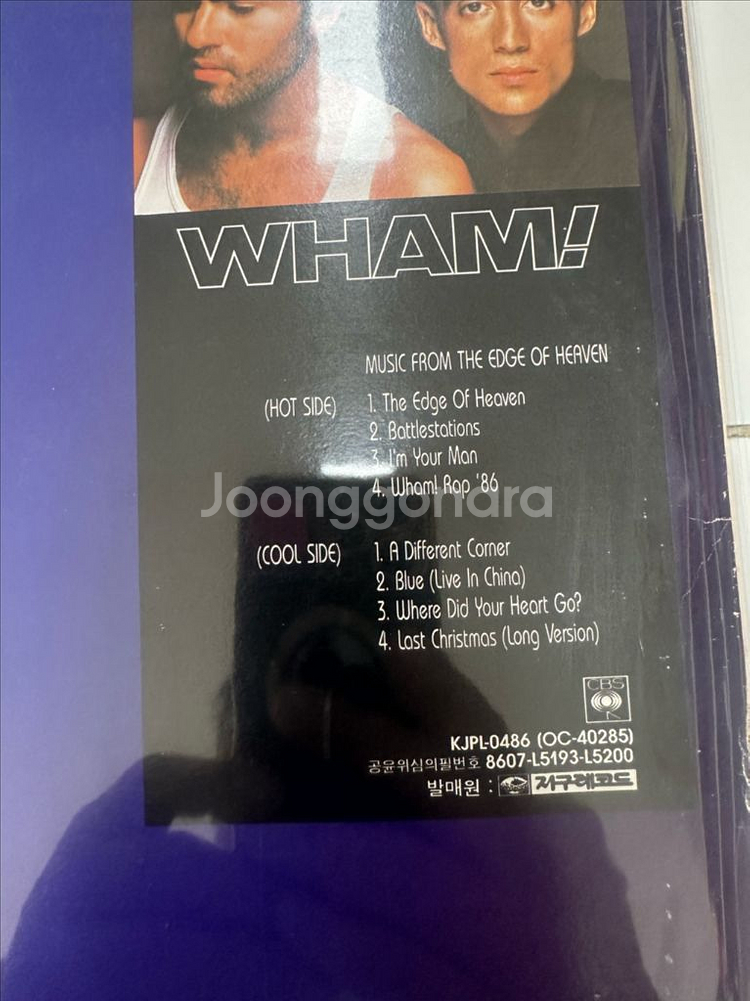 WHAM!
MUSIC FROM THE EDGE OF HEAVEN
(HOT SIDE) 1. The Edge Of Heaven
2. Battlestations
3. I'm Your Man
4. Wham! Rap '86
Joonggonara
(COOL SIDE) 1. A Different Corner
2. Blue (Live In China)
3. Where Did Your Heart Go?
4. Last Christmas (Long Version)
CBS
KJPL-0486 (OC-40285)
공윤위심의필번호 8607-L5193-L5200
발매원 : 지구레코드